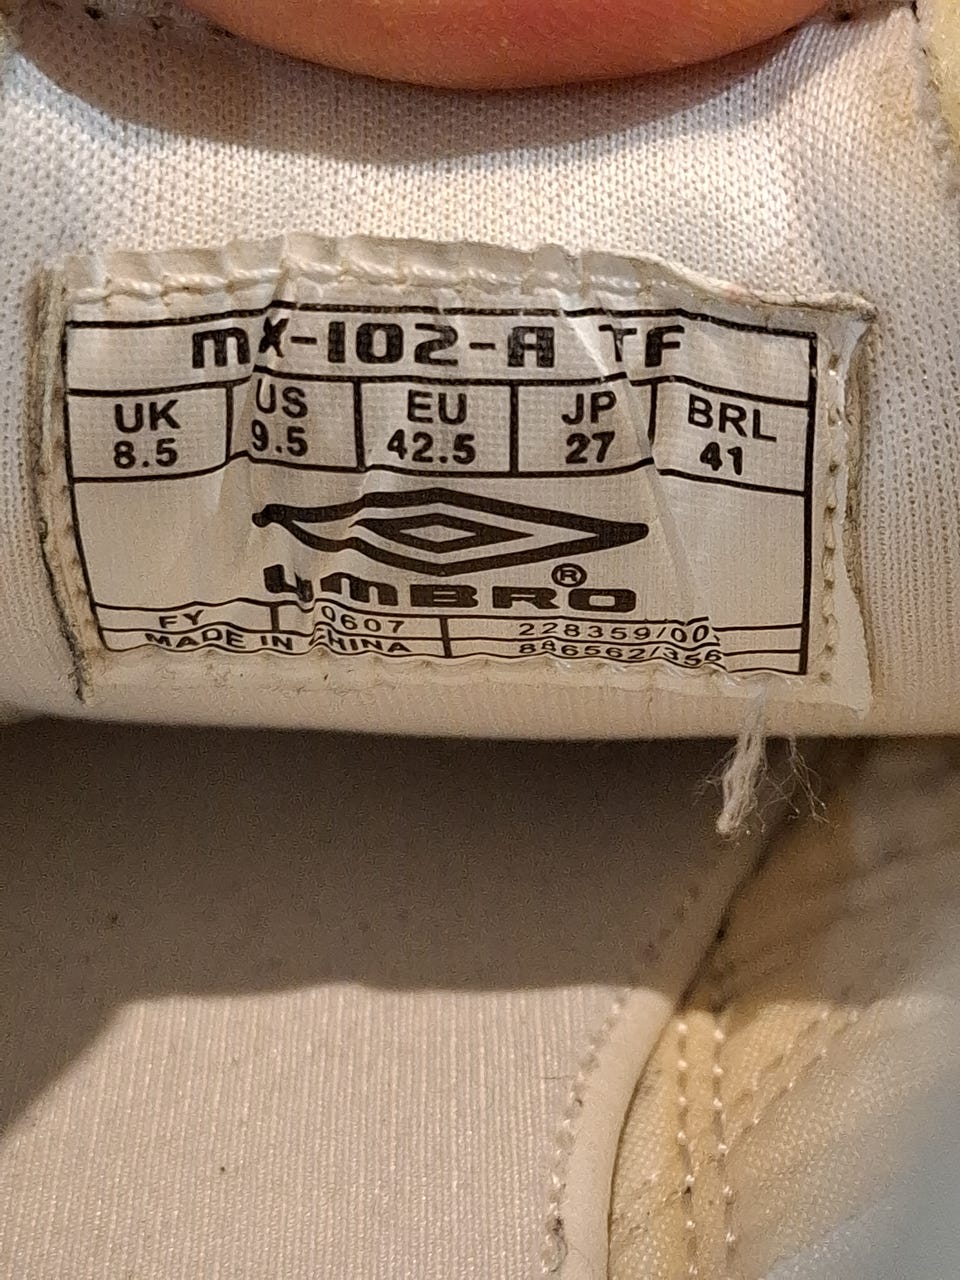 MX-102-A TF
UK US EU JP BRL
8.5 9.5 42.5 27 41
UMBRO®
FY 0607 228359/00
MADE IN CHINA 886562/356